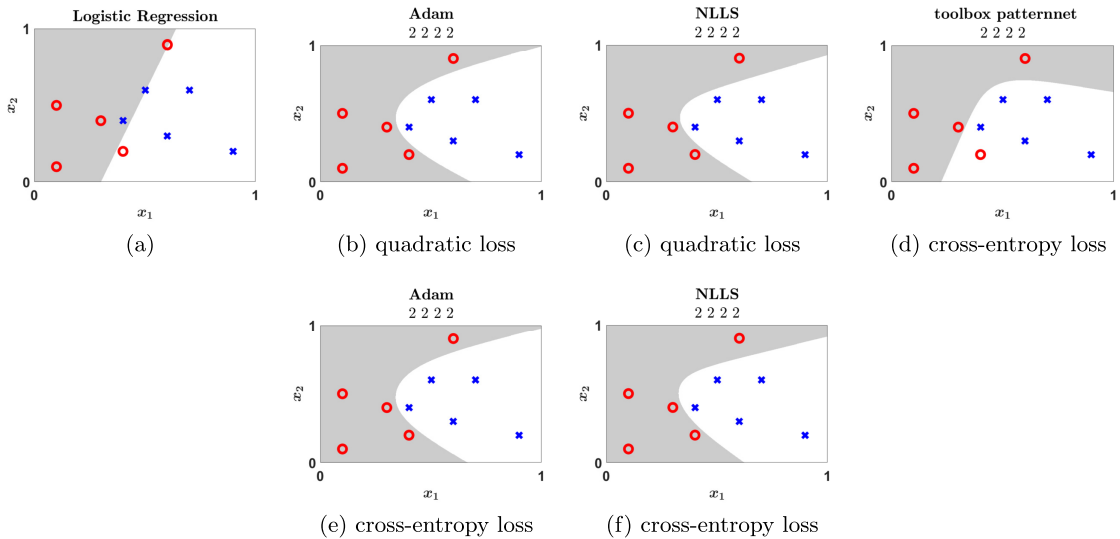 Logistic Regression
1
x₂
0
0
1
x₁
(a)
Adam
2 2 2 2
1
x₂
0
0
1
x₁
(b) quadratic loss
NLLS
2 2 2 2
1
x₂
0
0
1
x₁
(c) quadratic loss
toolbox patternnet
2 2 2 2
1
x₂
0
0
1
x₁
(d) cross-entropy loss
Adam
2 2 2 2
1
x₂
0
0
1
x₁
(e) cross-entropy loss
NLLS
2 2 2 2
1
x₂
0
0
1
x₁
(f) cross-entropy loss